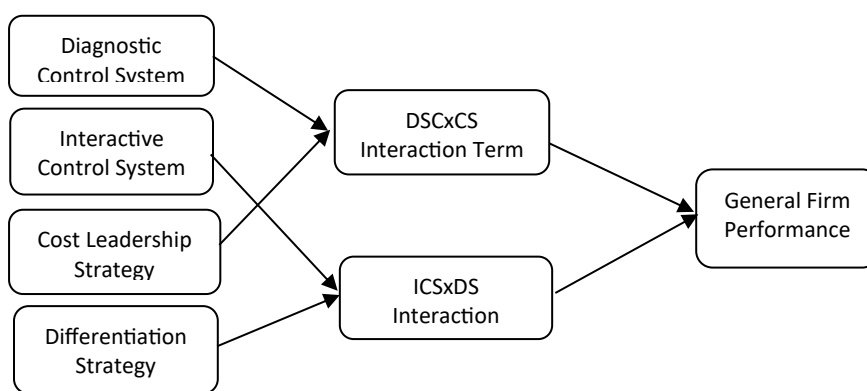 Diagnostic
Control System
Interactive
Control System
Cost Leadership
Strategy
Differentiation
Strategy
DSCxCS
Interaction Term
ICSxDS
Interaction
General Firm
Performance